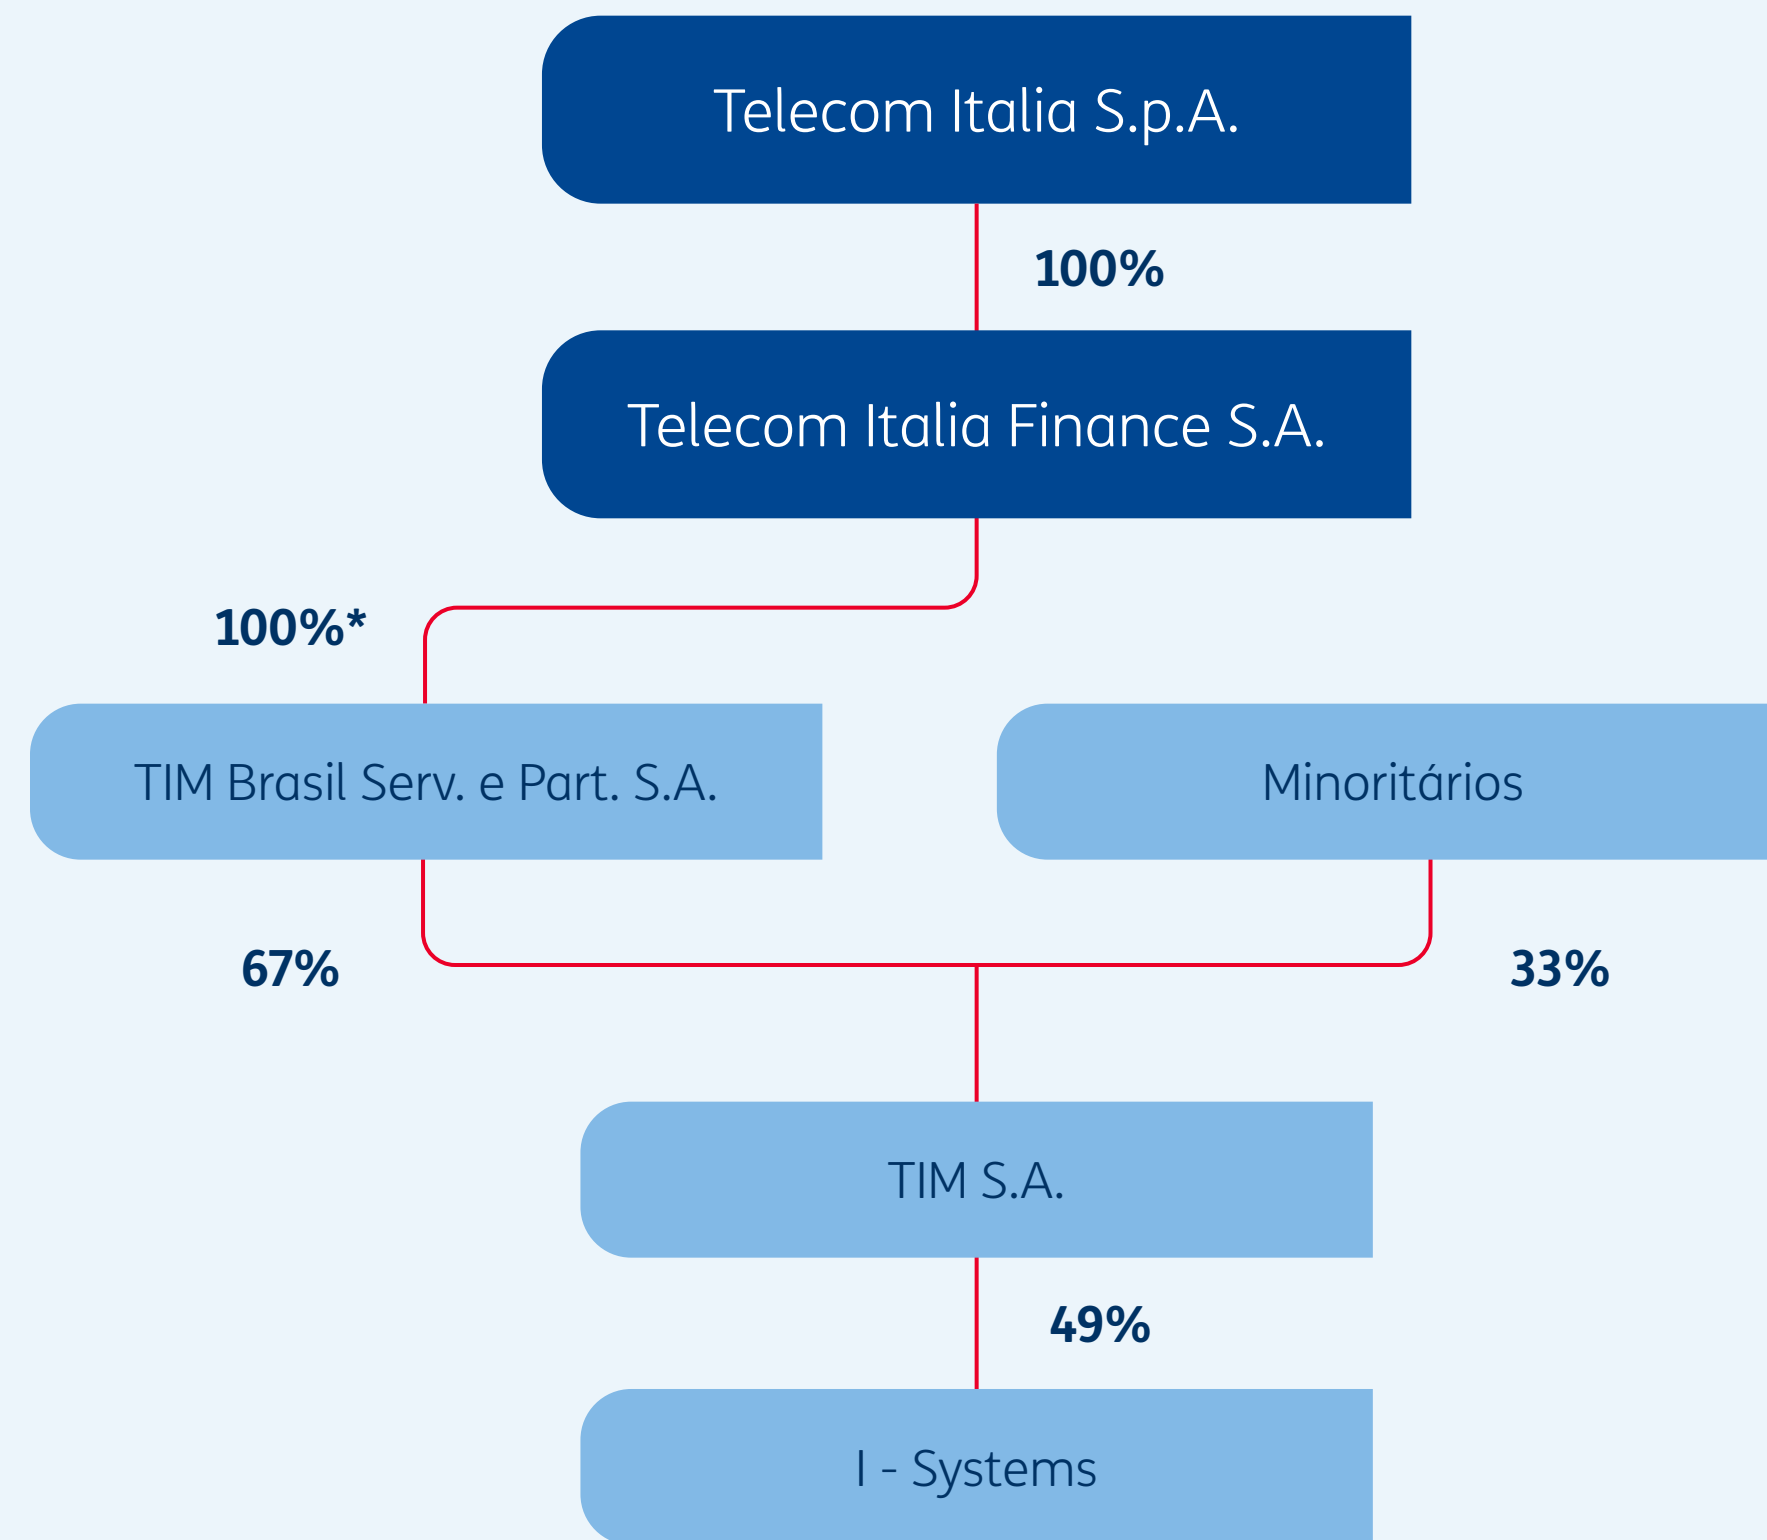 Telecom Italia S.p.A.
100%
Telecom Italia Finance S.A.
100%*
TIM Brasil Serv. e Part. S.A.
Minoritários
67%
33%
TIM S.A.
49%
I - Systems